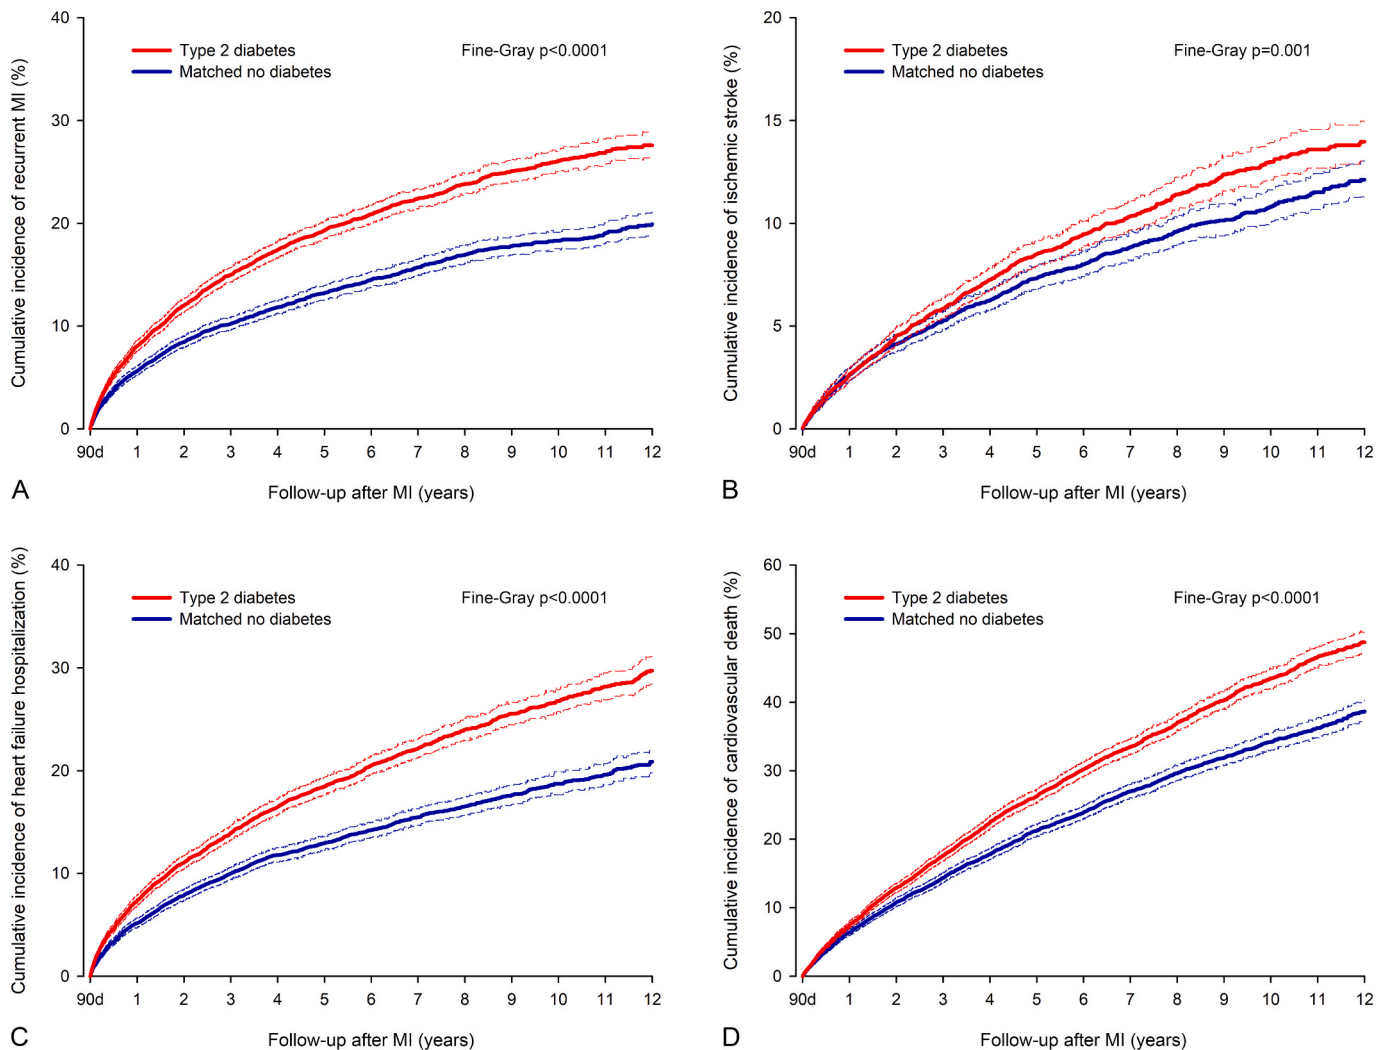 Cumulative incidence of recurrent MI (%)
40
30
20
10
0
Type 2 diabetes
Matched no diabetes
Fine-Gray p<0.0001
90d 1 2 3 4 5 6 7 8 9 10 11 12
Follow-up after MI (years)
A
Cumulative incidence of ischemic stroke (%)
20
15
10
5
0
Type 2 diabetes
Matched no diabetes
Fine-Gray p=0.001
90d 1 2 3 4 5 6 7 8 9 10 11 12
Follow-up after MI (years)
B
Cumulative incidence of heart failure hospitalization (%)
40
30
20
10
0
Type 2 diabetes
Matched no diabetes
Fine-Gray p<0.0001
90d 1 2 3 4 5 6 7 8 9 10 11 12
Follow-up after MI (years)
C
Cumulative incidence of cardiovascular death (%)
60
50
40
30
20
10
0
Type 2 diabetes
Matched no diabetes
Fine-Gray p<0.0001
90d 1 2 3 4 5 6 7 8 9 10 11 12
Follow-up after MI (years)
D